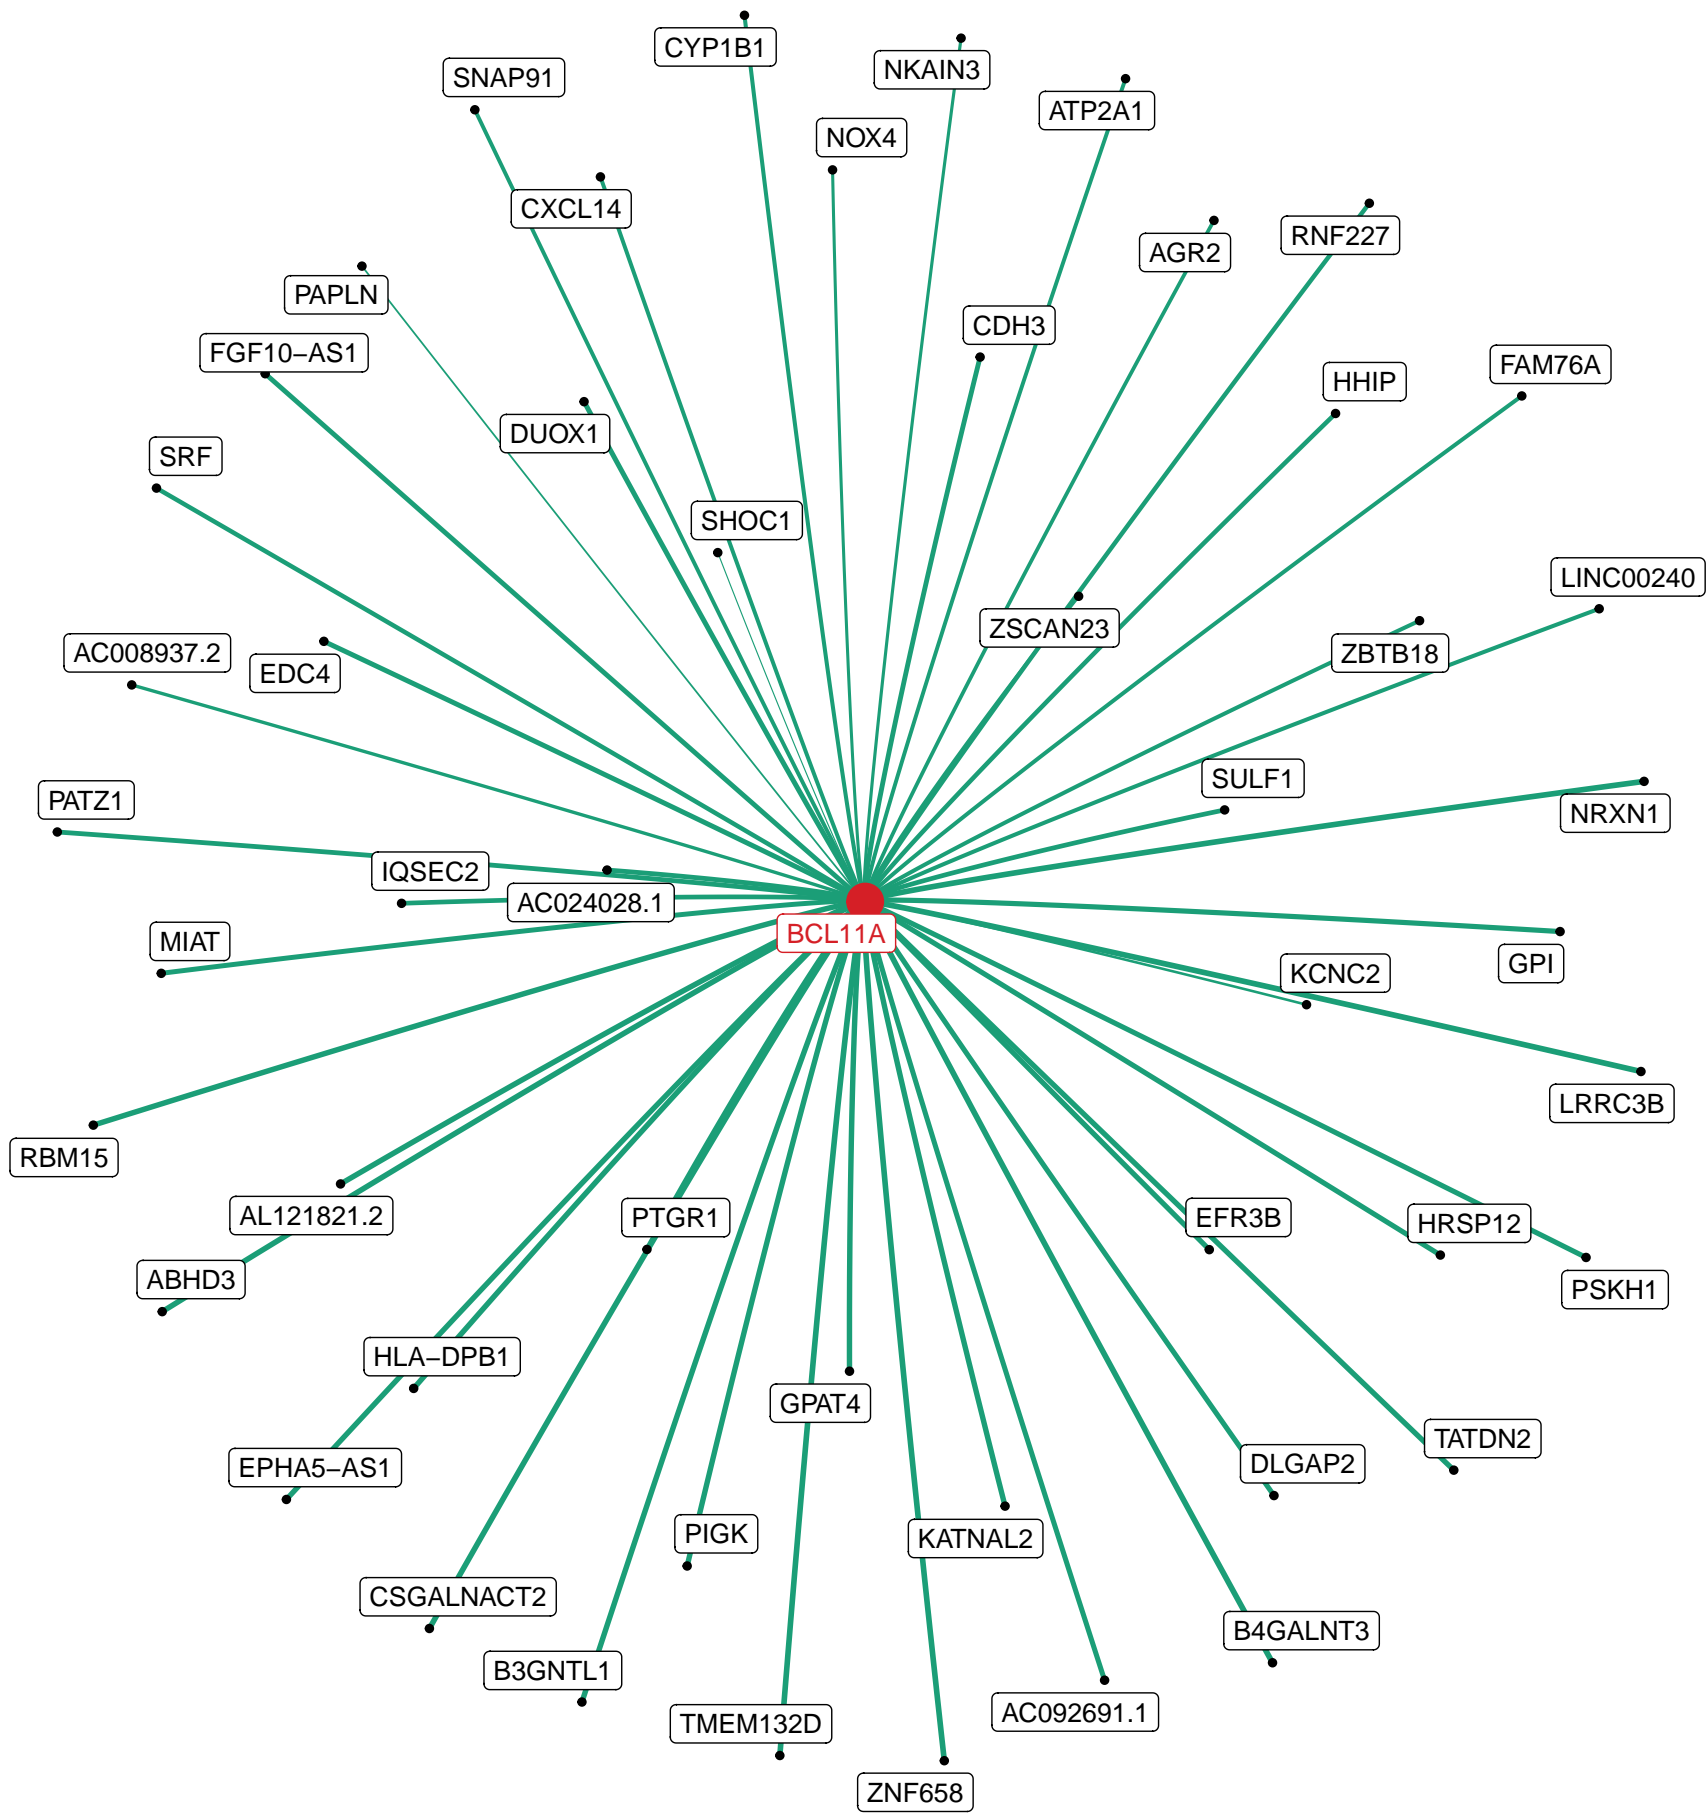 CYP1B1
NKAIN3
SNAP91
ATP2A1
NOX4
CXCL14
RNF227
AGR2
PAPLN
CDH3
FGF10−AS1
FAM76A
HHIP
DUOX1
SRF
SHOC1
LINC00240
ZSCAN23
AC008937.2
ZBTB18
EDC4
SULF1
PATZ1
NRXN1
IQSEC2
AC024028.1
BCL11A
MIAT
GPI
KCNC2
LRRC3B
RBM15
AL121821.2
PTGR1
EFR3B
HRSP12
ABHD3
PSKH1
HLA−DPB1
GPAT4
TATDN2
DLGAP2
EPHA5−AS1
PIGK
KATNAL2
CSGALNACT2
B4GALNT3
B3GNTL1
AC092691.1
TMEM132D
ZNF658